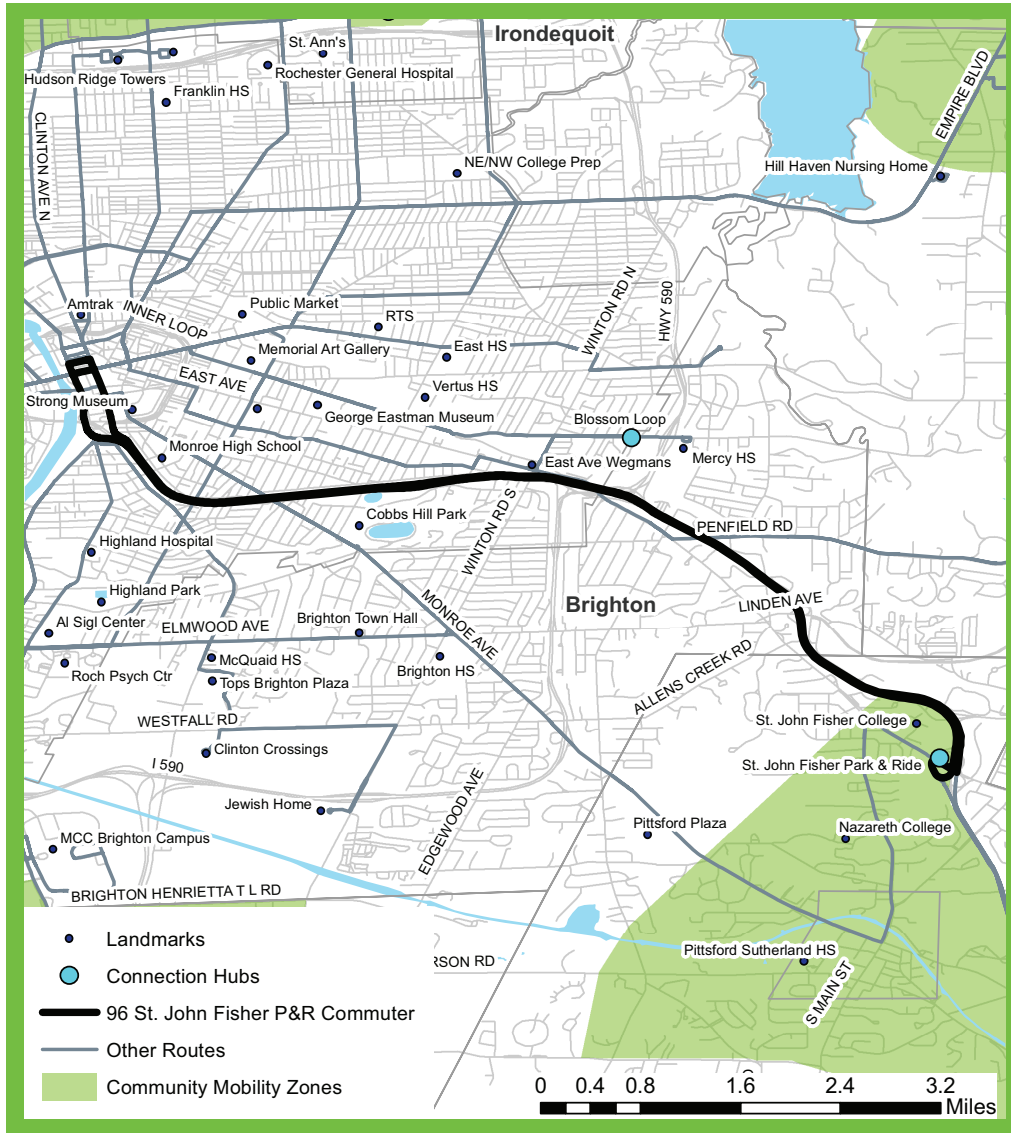 Irondequoit
St. Ann's
Hudson Ridge Towers
Rochester General Hospital
Franklin HS
EMPIRE BLVD
CLINTON AVE N
NE/NW College Prep
Hill Haven Nursing Home
Amtrak
INNER LOOP
Public Market
RTS
WINTON RD N
HWY 590
Memorial Art Gallery
East HS
EAST AVE
Vertus HS
Strong Museum
George Eastman Museum
Blossom Loop
Monroe High School
East Ave Wegmans
Mercy HS
Cobbs Hill Park
WINTON RD S
PENFIELD RD
Highland Hospital
Highland Park
Brighton
LINDEN AVE
Al Sigl Center
ELMWOOD AVE
Brighton Town Hall
MONROE AVE
Roch Psych Ctr
McQuaid HS
Brighton HS
ALLENS CREEK RD
Tops Brighton Plaza
WESTFALL RD
St. John Fisher College
Clinton Crossings
I 590
St. John Fisher Park & Ride
Jewish Home
EDGEWOOD AVE
Pittsford Plaza
Nazareth College
MCC Brighton Campus
BRIGHTON HENRIETTA T L RD
Pittsford Sutherland HS
RSON RD
S MAIN ST
Landmarks
Connection Hubs
96 St. John Fisher P&R Commuter
Other Routes
Community Mobility Zones
0 0.4 0.8 1.6 2.4 3.2
Miles